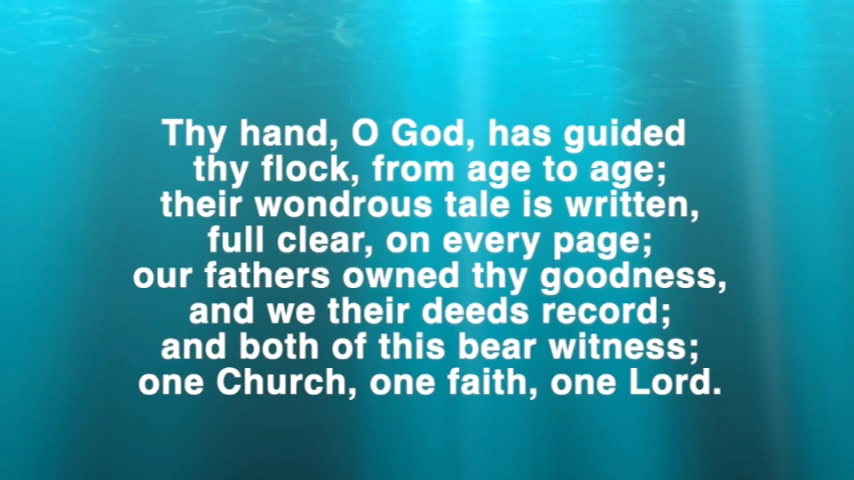 Thy hand, O God, has guided
thy flock, from age to age;
their wondrous tale is written,
full clear, on every page;
our fathers owned thy goodness,
and we their deeds record;
and both of this bear witness;
one Church, one faith, one Lord.